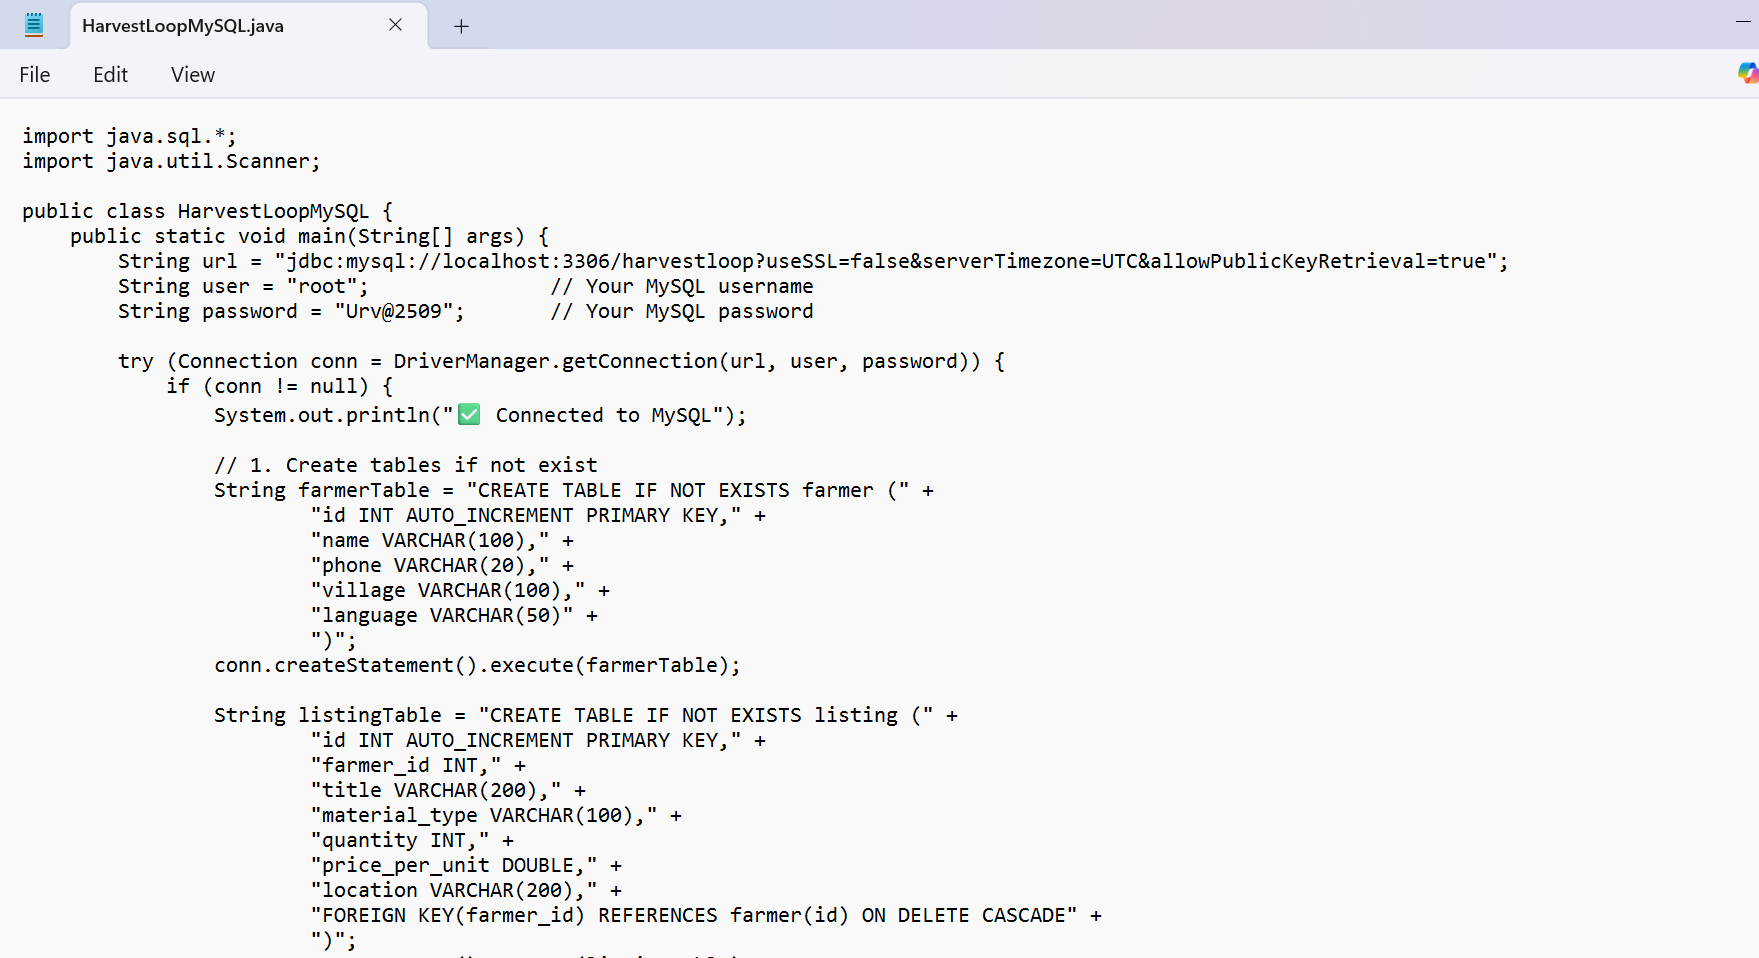 HarvestLoopMySQL.java
File Edit View
import java.sql.*;
import java.util.Scanner;
public class HarvestLoopMySQL {
    public static void main(String[] args) {
        String url = "jdbc:mysql://localhost:3306/harvestloop?useSSL=false&serverTimezone=UTC&allowPublicKeyRetrieval=true";
        String user = "root";               // Your MySQL username
        String password = "Urv@2509";       // Your MySQL password
        try (Connection conn = DriverManager.getConnection(url, user, password)) {
            if (conn != null) {
                System.out.println("✅ Connected to MySQL");
                // 1. Create tables if not exist
                String farmerTable = "CREATE TABLE IF NOT EXISTS farmer (" +
                        "id INT AUTO_INCREMENT PRIMARY KEY," +
                        "name VARCHAR(100)," +
                        "phone VARCHAR(20)," +
                        "village VARCHAR(100)," +
                        "language VARCHAR(50)" +
                        ")";
                conn.createStatement().execute(farmerTable);
                String listingTable = "CREATE TABLE IF NOT EXISTS listing (" +
                        "id INT AUTO_INCREMENT PRIMARY KEY," +
                        "farmer_id INT," +
                        "title VARCHAR(200)," +
                        "material_type VARCHAR(100)," +
                        "quantity INT," +
                        "price_per_unit DOUBLE," +
                        "location VARCHAR(200)," +
                        "FOREIGN KEY(farmer_id) REFERENCES farmer(id) ON DELETE CASCADE" +
                        ")";